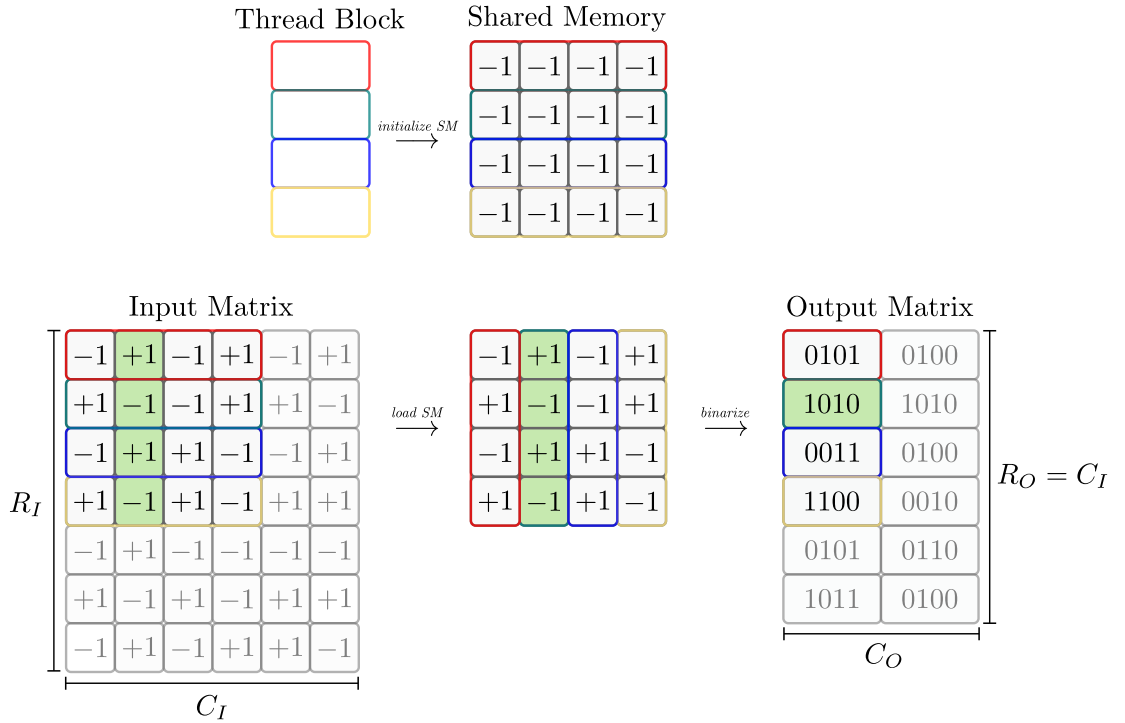 Thread Block
Shared Memory
−1 −1 −1 −1
−1 −1 −1 −1
initialize SM
−1 −1 −1 −1
−1 −1 −1 −1
Input Matrix
Output Matrix
−1 +1 −1 +1 −1 +1
−1 +1 −1 +1
0101 0100
+1 −1 −1 +1 +1 −1
load SM
+1 −1 −1 +1
binarize
1010 1010
−1 +1 +1 −1 −1 +1
−1 +1 +1 −1
0011 0100
R_O = C_I
R_I
+1 −1 +1 −1 +1 +1
+1 −1 +1 −1
1100 0010
−1 +1 −1 −1 −1 −1
0101 0110
+1 −1 +1 −1 +1 +1
1011 0100
−1 +1 −1 +1 +1 −1
C_O
C_I